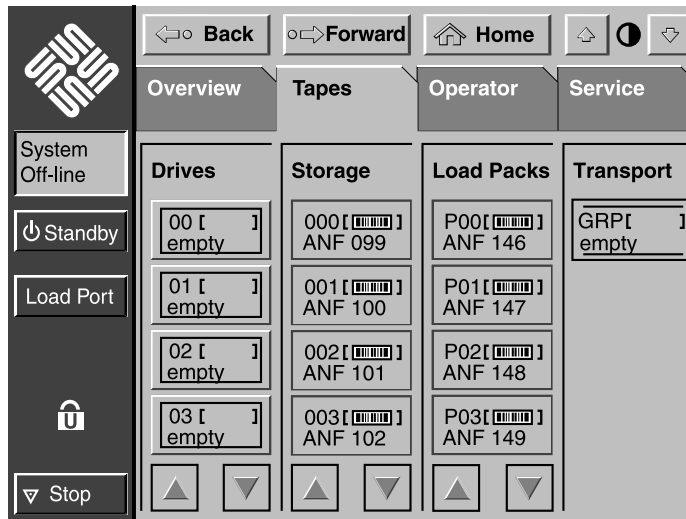 Back Forward Home
Overview Tapes Operator Service
System
Off-line
Standby
Load Port
Stop
Drives
00 [ ]
empty
01 [ ]
empty
02 [ ]
empty
03 [ ]
empty
Storage
000 [ ]
ANF 099
001 [ ]
ANF 100
002 [ ]
ANF 101
003 [ ]
ANF 102
Load Packs
P00 [ ]
ANF 146
P01 [ ]
ANF 147
P02 [ ]
ANF 148
P03 [ ]
ANF 149
Transport
GRP [ ]
empty
U
SUN